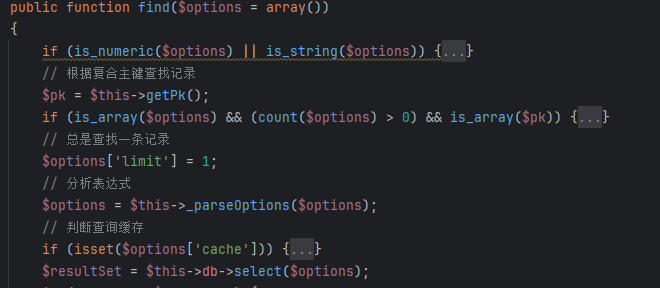 public function find($options = array())
{
if (is_numeric($options) || is_string($options)) {...}
// 根据复合主键查找记录
$pk = $this->getPk();
if (is_array($options) && (count($options) > 0) && is_array($pk)) {...}
// 总是查找一条记录
$options['limit'] = 1;
// 分析表达式
$options = $this->_parseOptions($options);
// 判断查询缓存
if (isset($options['cache'])) {...}
$resultSet = $this->db->select($options);